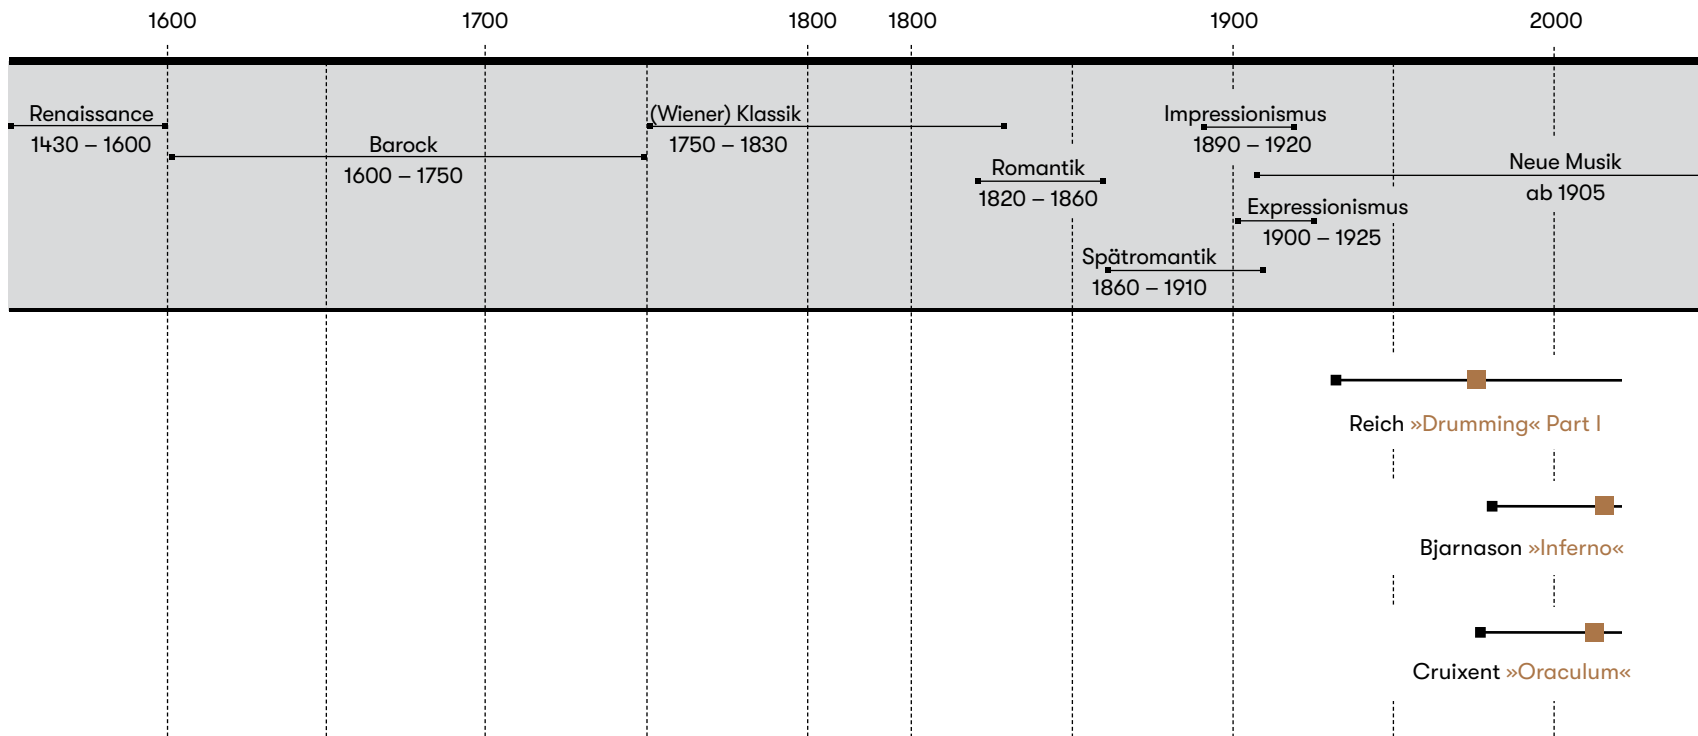 1600 1700 1800 1800 1900 2000
Renaissance
1430 – 1600
Barock
1600 – 1750
(Wiener) Klassik
1750 – 1830
Romantik
1820 – 1860
Spätromantik
1860 – 1910
Impressionismus
1890 – 1920
Expressionismus
1900 – 1925
Neue Musik
ab 1905
Reich »Drumming« Part I
Bjarnason »Inferno«
Cruixent »Oraculum«